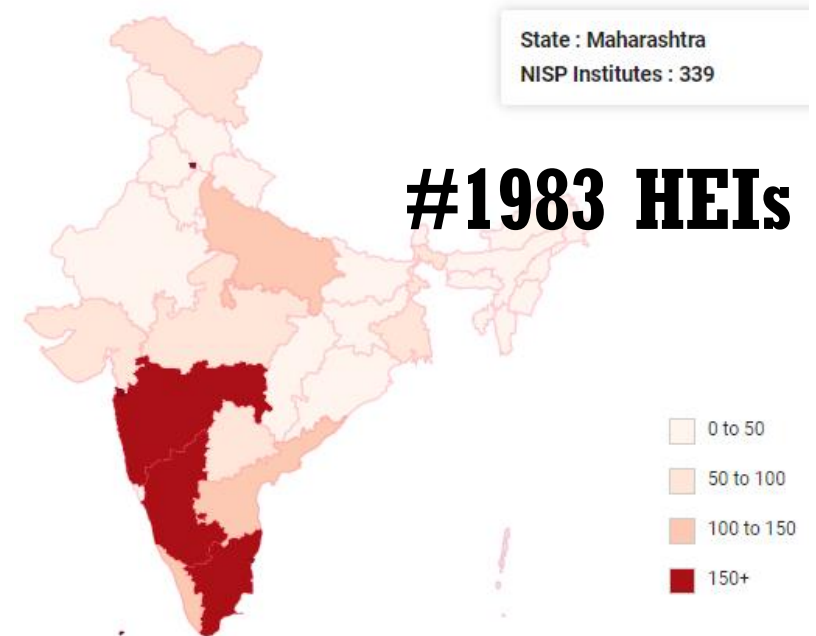 State : Maharashtra
NISP Institutes : 339
#1983 HEIs
0 to 50
50 to 100
100 to 150
150+